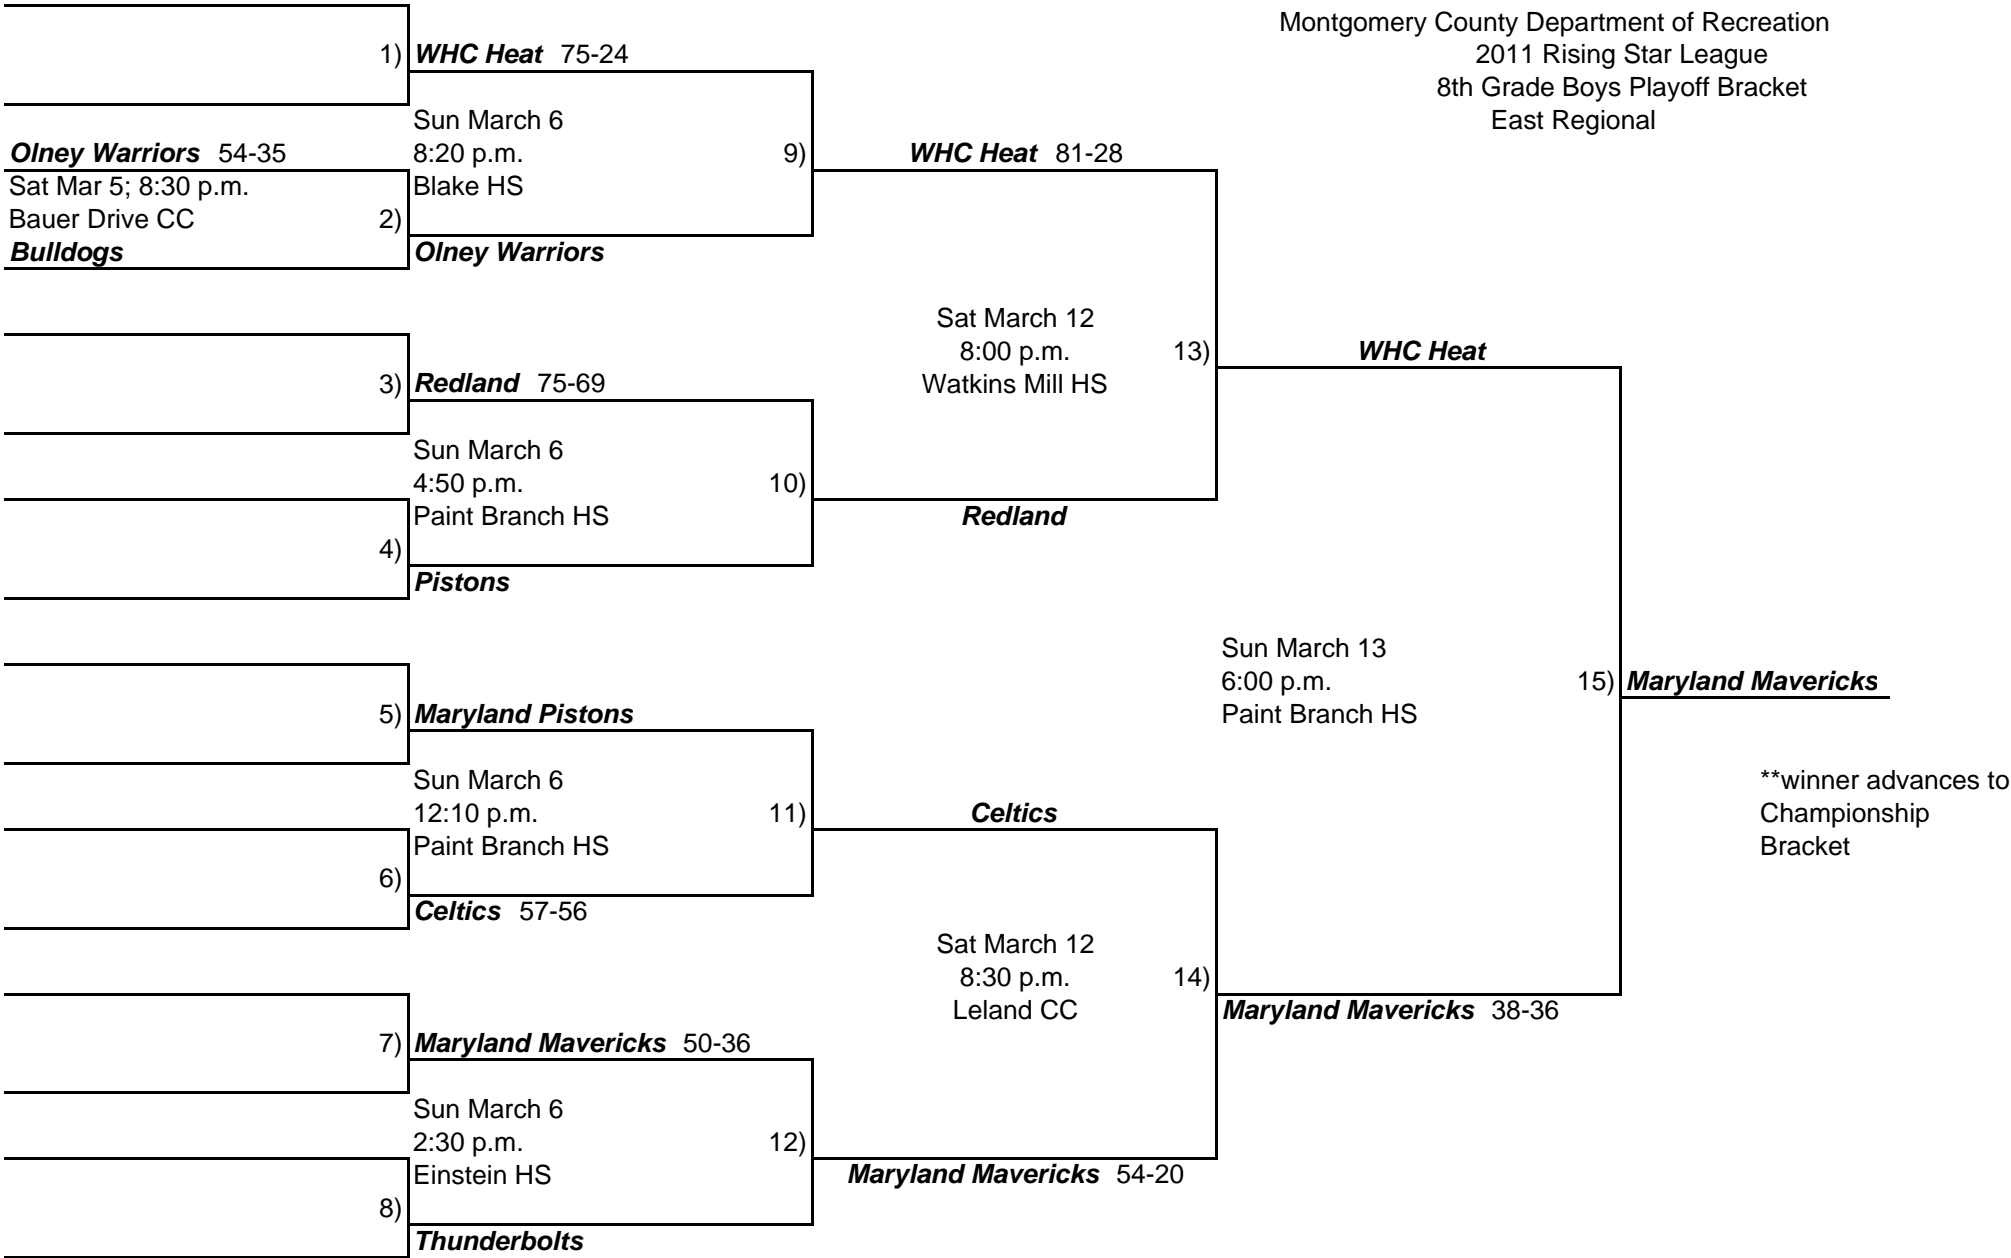 Montgomery County Department of Recreation
2011 Rising Star League
8th Grade Boys Playoff Bracket
East Regional
1) WHC Heat 75-24
Sun March 6
8:20 p.m.
Blake HS
9)
Olney Warriors 54-35
Sat Mar 5; 8:30 p.m.
Bauer Drive CC
2)
Bulldogs
Olney Warriors
WHC Heat 81-28
3) Redland 75-69
Sun March 6
4:50 p.m.
Paint Branch HS
10)
4)
Pistons
Sat March 12
8:00 p.m.
Watkins Mill HS
13)
Redland
WHC Heat
5) Maryland Pistons
Sun March 6
12:10 p.m.
Paint Branch HS
11)
6)
Celtics 57-56
Celtics
Sun March 13
6:00 p.m.
Paint Branch HS
15) Maryland Mavericks
**winner advances to
Championship
Bracket
7) Maryland Mavericks 50-36
Sun March 6
2:30 p.m.
Einstein HS
12)
8)
Thunderbolts
Sat March 12
8:30 p.m.
Leland CC
14)
Maryland Mavericks 38-36
Maryland Mavericks 54-20